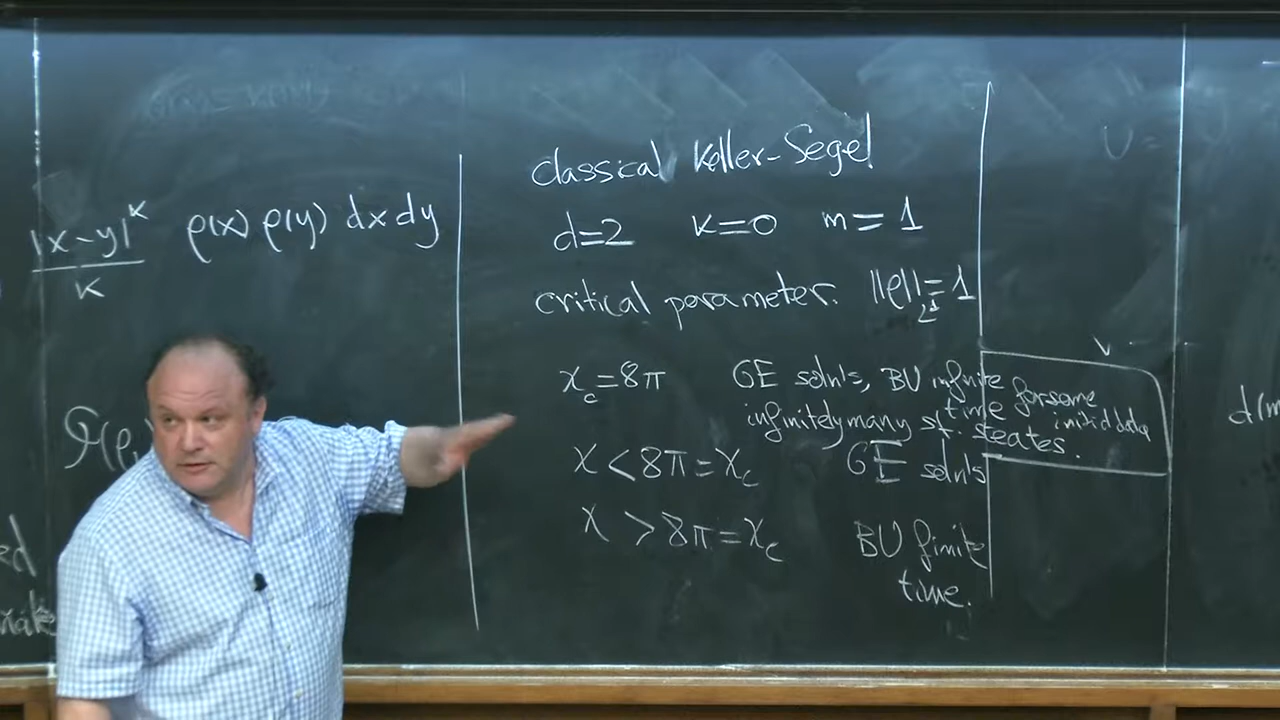 |x-y|^κ / κ ρ(x) ρ(y) dx dy
classical Keller-Segel
d=2 κ=0 m=1
critical parameter. ||ρ||_{L^1}=1
χ_c=8π GE soln's, BU infinite time for some initial data
infinitely many st. states.
χ<8π=χ_c GE soln's
χ>8π=χ_c BU finite
time.
U=
V
d(m